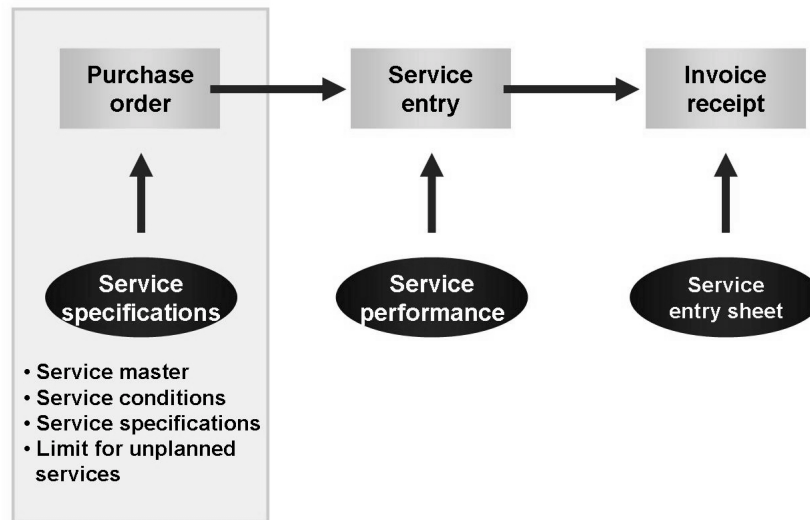 Purchase
order
Service
entry
Invoice
receipt
Service
specifications
Service
performance
Service
entry sheet
• Service master
• Service conditions
• Service specifications
• Limit for unplanned
services